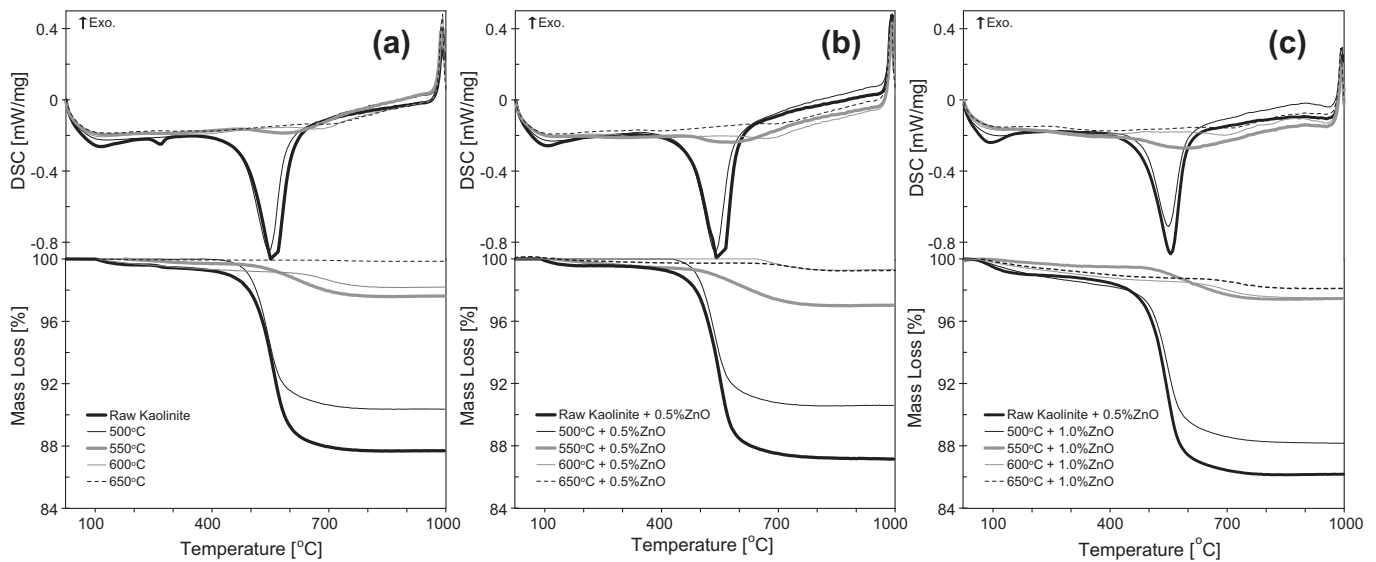 ↑Exo.
(a)
0.4
0
-0.4
-0.8
DSC [mW/mg]
100
96
92
88
84
Mass Loss [%]
Raw Kaolinite
500°C
550°C
600°C
650°C
100 400 700 1000
Temperature [°C]
↑Exo.
(b)
0.4
0
-0.4
-0.8
DSC [mW/mg]
100
96
92
88
84
Mass Loss [%]
Raw Kaolinite + 0.5%ZnO
500°C + 0.5%ZnO
550°C + 0.5%ZnO
600°C + 0.5%ZnO
650°C + 0.5%ZnO
100 400 700 1000
Temperature [°C]
↑Exo.
(c)
0.4
0
-0.4
-0.8
DSC [mW/mg]
100
96
92
88
84
Mass Loss [%]
Raw Kaolinite + 0.5%ZnO
500°C + 1.0%ZnO
550°C + 1.0%ZnO
600°C + 1.0%ZnO
650°C + 1.0%ZnO
100 400 700 1000
Temperature [°C]